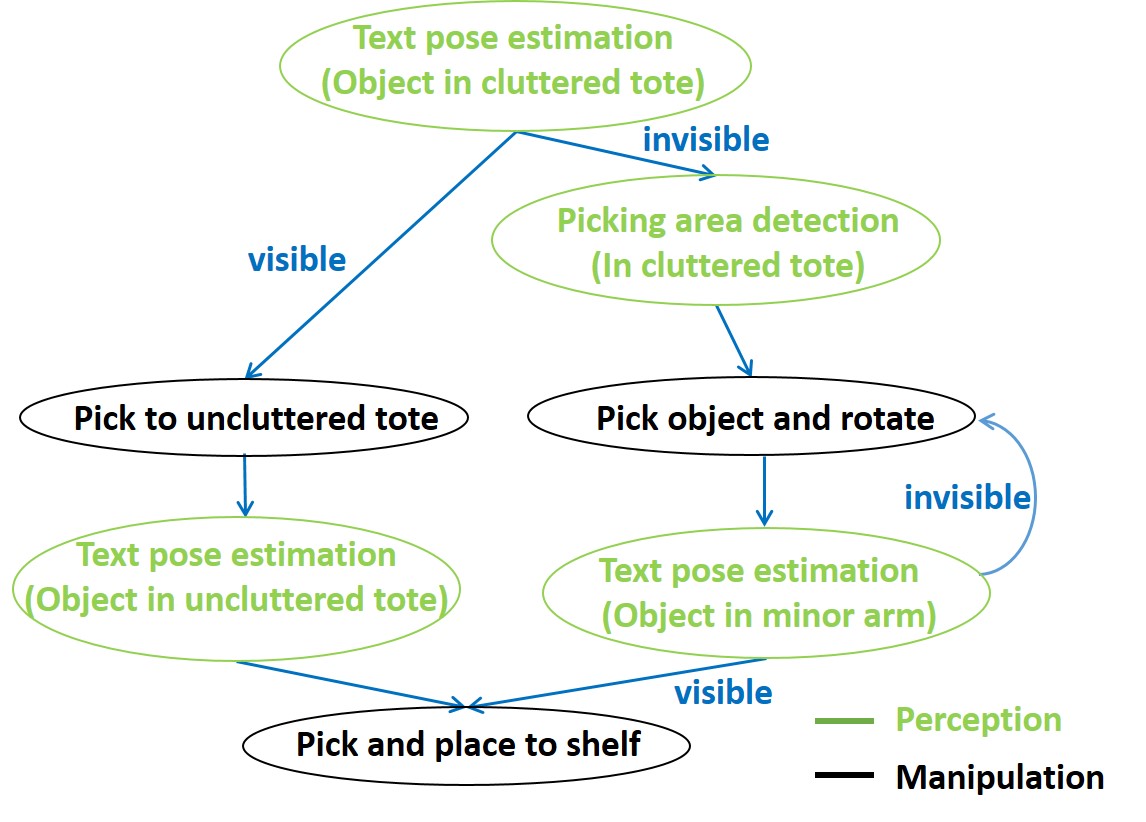 Text pose estimation
(Object in cluttered tote)
invisible
Picking area detection
(In cluttered tote)
visible
Pick to uncluttered tote
Pick object and rotate
invisible
Text pose estimation
(Object in uncluttered tote)
Text pose estimation
(Object in minor arm)
visible
Pick and place to shelf
Perception
Manipulation